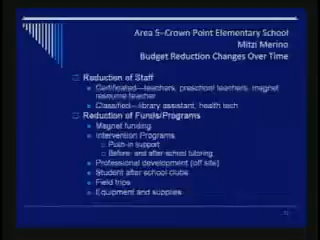 Area 5–Crown Point Elementary School
Mitzi Merino
Budget Reduction Changes Over Time
Reduction of Staff
Certificated—teachers, preschool teachers, magnet
resource teacher
Classified—library assistant, health tech
Reduction of Funds/Programs
Magnet funding
Intervention Programs
Push-in support
Before- and after-school tutoring
Professional development (off site)
Student after school clubs
Field trips
Equipment and supplies